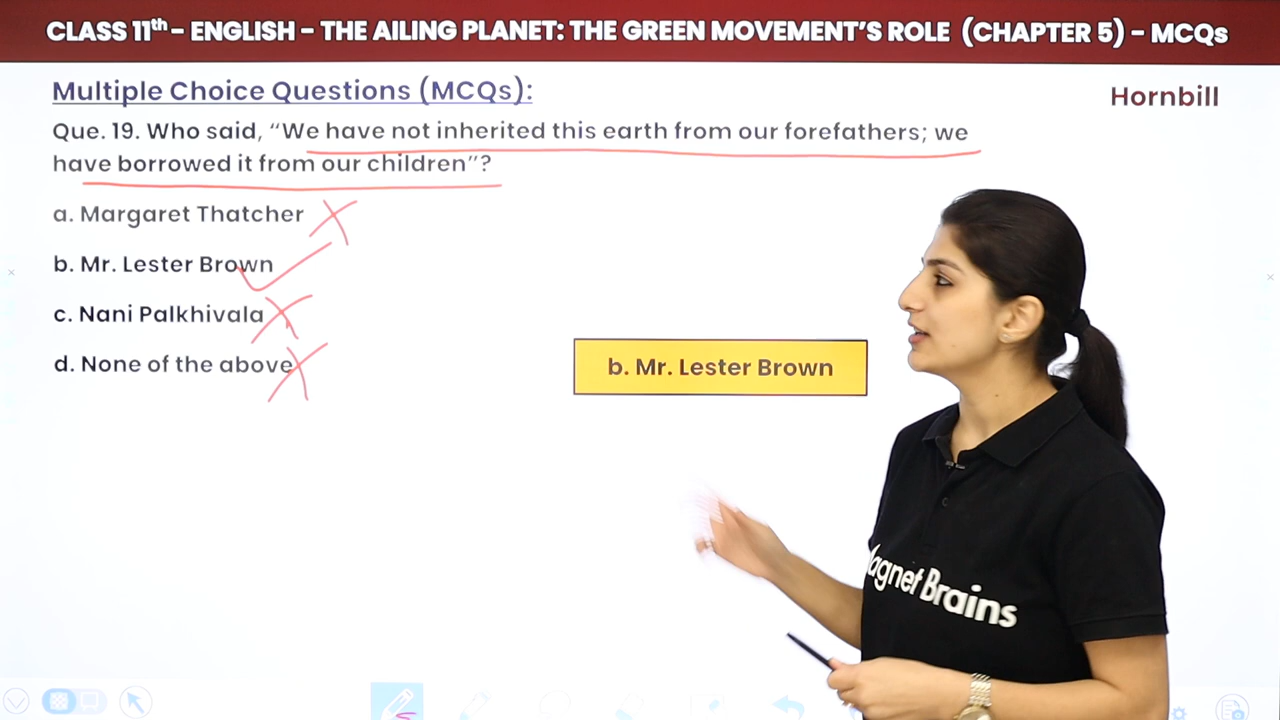 CLASS 11th – ENGLISH – THE AILING PLANET: THE GREEN MOVEMENT'S ROLE (CHAPTER 5) – MCQs
Multiple Choice Questions (MCQs):
Hornbill
Que. 19. Who said, “We have not inherited this earth from our forefathers; we
have borrowed it from our children”?
a. Margaret Thatcher
b. Mr. Lester Brown
c. Nani Palkhivala
d. None of the above
b. Mr. Lester Brown
agnet Brains